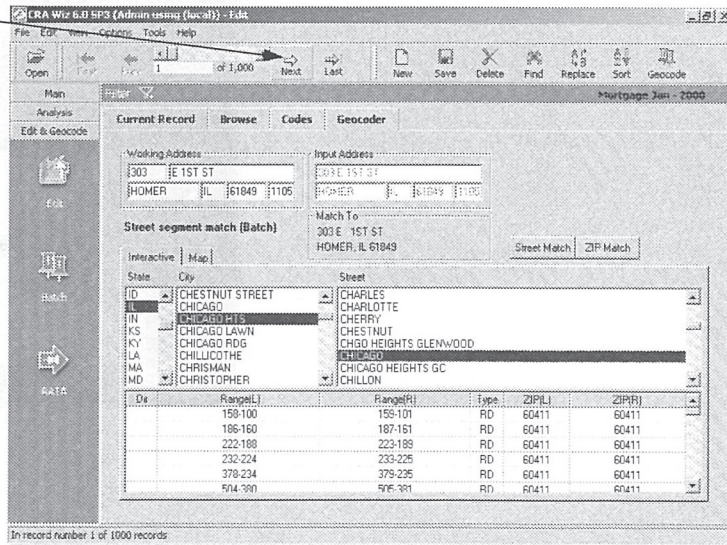 CRA Wiz 6.0 SP3 (Admin using (local)) - Edit
File Edit View Options Tools Help
Open First Prev 1 of 1,000 Next Last New Save Delete Find Replace Sort Geocode
Main
Analysis
Edit & Geocode
Edit
Batch
DATA
Filter
Mortgage Jan - 2000
Current Record Browse Codes Geocoder
Working Address
303 E 1ST ST
HOMER IL 61849 1105
Input Address
303 E 1ST ST
HOMER IL 61849 1105
Street segment match (Batch)
Match To
303 E 1ST ST
HOMER, IL 61849
Street Match ZIP Match
Interactive Map
State City Street
ID CHESTNUT STREET CHARLES
IL CHICAGO CHARLOTTE
IN CHICAGO HTS CHERRY
KS CHICAGO LAWN CHESTNUT
KY CHICAGO RDG CHGO HEIGHTS GLENWOOD
LA CHILLICOTHE CHICAGO
MA CHRISMAN CHICAGO HEIGHTS GC
MD CHRISTOPHER CHILLON
Range(L) Range(R) Type ZIP(L) ZIP(R)
158-100 159-101 RD 60411 60411
186-160 187-161 RD 60411 60411
222-188 223-189 RD 60411 60411
232-224 233-225 RD 60411 60411
378-234 379-235 RD 60411 60411
504-380 505-381 RD 60411 60411
In record number 1 of 1000 records